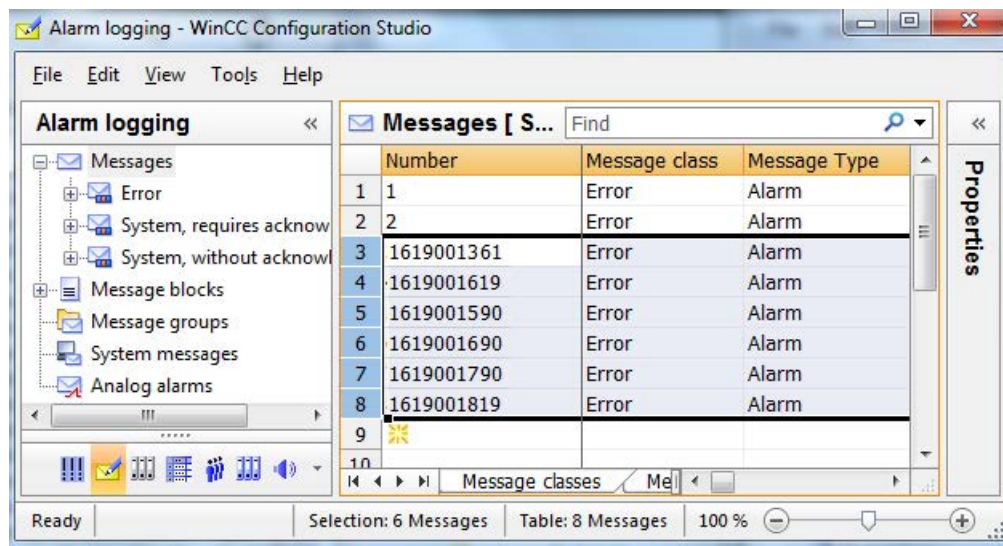 Alarm logging - WinCC Configuration Studio
File Edit View Tools Help
Alarm logging «
Messages
Error
System, requires acknow
System, without acknowl
Message blocks
Message groups
System messages
Analog alarms
Messages [ S... Find
Number Message class Message Type
1 1 Error Alarm
2 2 Error Alarm
3 1619001361 Error Alarm
4 1619001619 Error Alarm
5 1619001590 Error Alarm
6 1619001690 Error Alarm
7 1619001790 Error Alarm
8 1619001819 Error Alarm
9
10
Message classes Me
«
Properties
Ready Selection: 6 Messages Table: 8 Messages 100 %